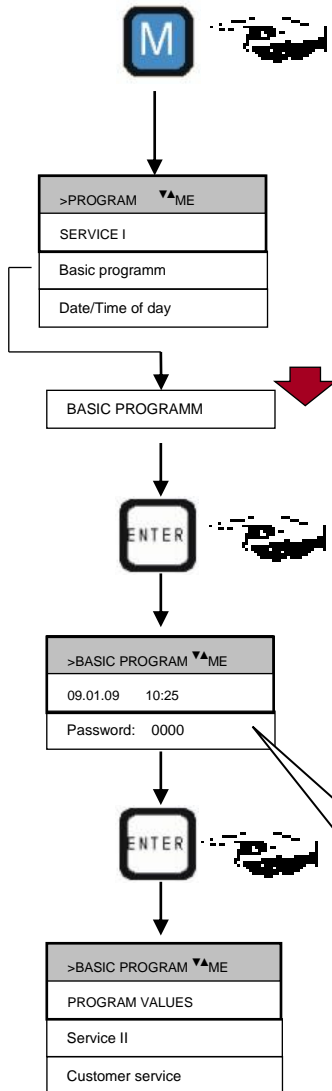 M
>PROGRAM ▼▲ME
SERVICE I
Basic programm
Date/Time of day
BASIC PROGRAMM
ENTER
>BASIC PROGRAM ▼▲ME
09.01.09 10:25
Password: 0000
ENTER
>BASIC PROGRAM ▼▲ME
PROGRAM VALUES
Service II
Customer service